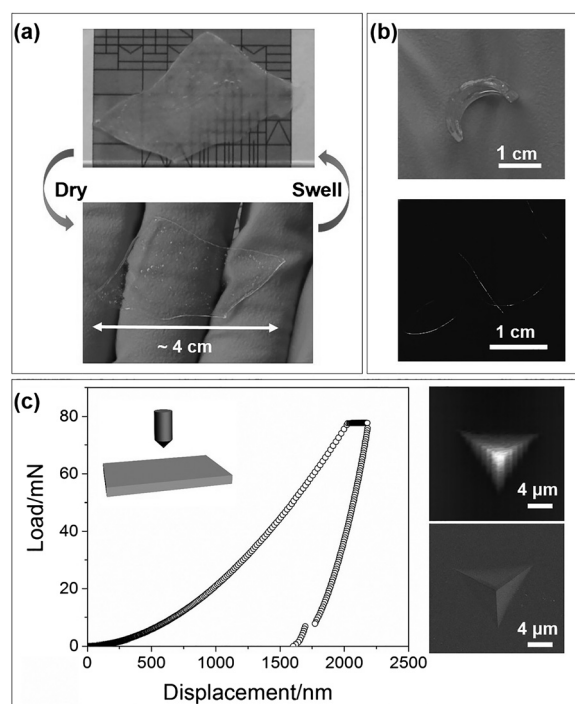 (a)
Dry
Swell
~ 4 cm
(b)
1 cm
1 cm
(c)
80
60
40
20
0
Load/mN
0
500
1000
1500
2000
2500
Displacement/nm
4 µm
4 µm